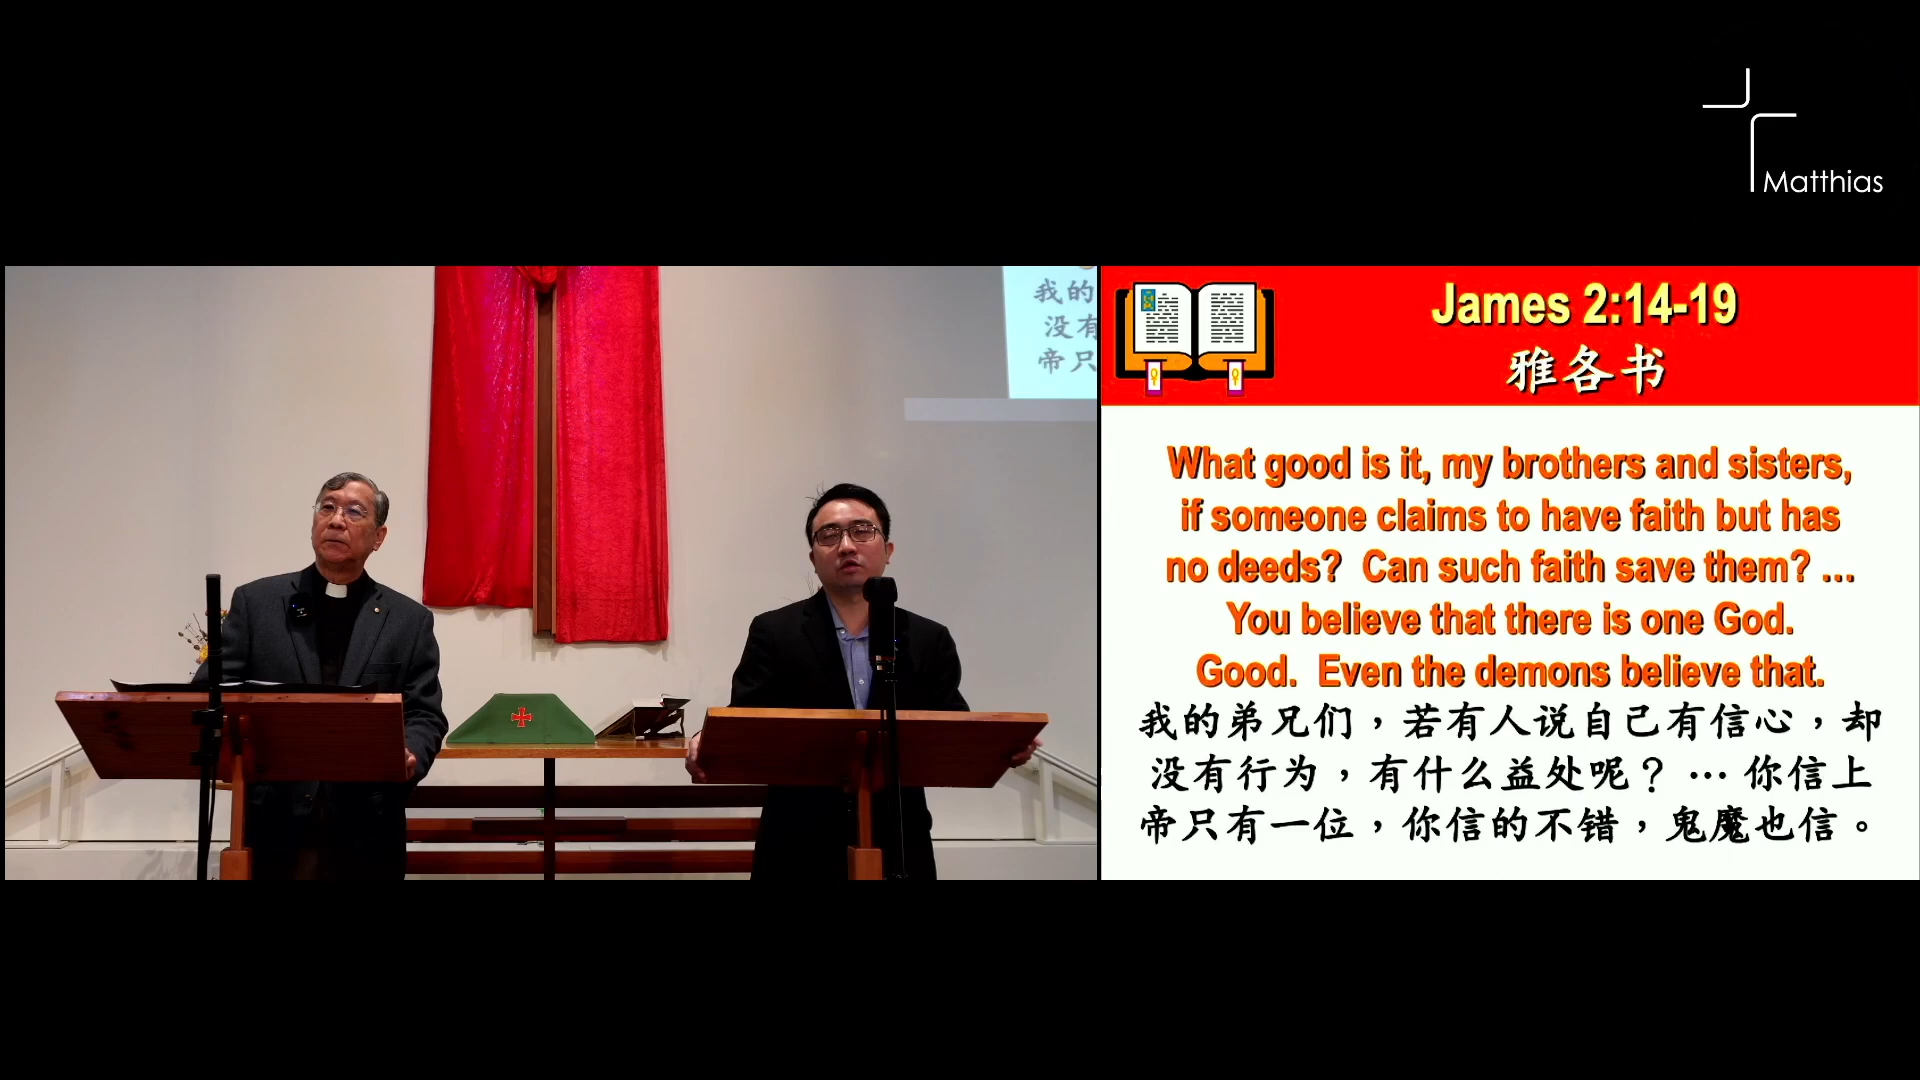 Matthias
我的
没有
帝只
James 2:14-19
雅各书
What good is it, my brothers and sisters,
if someone claims to have faith but has
no deeds? Can such faith save them? ...
You believe that there is one God.
Good. Even the demons believe that.
我的弟兄们，若有人说自己有信心，却
没有行为，有什么益处呢？ … 你信上
帝只有一位，你信的不错，鬼魔也信。